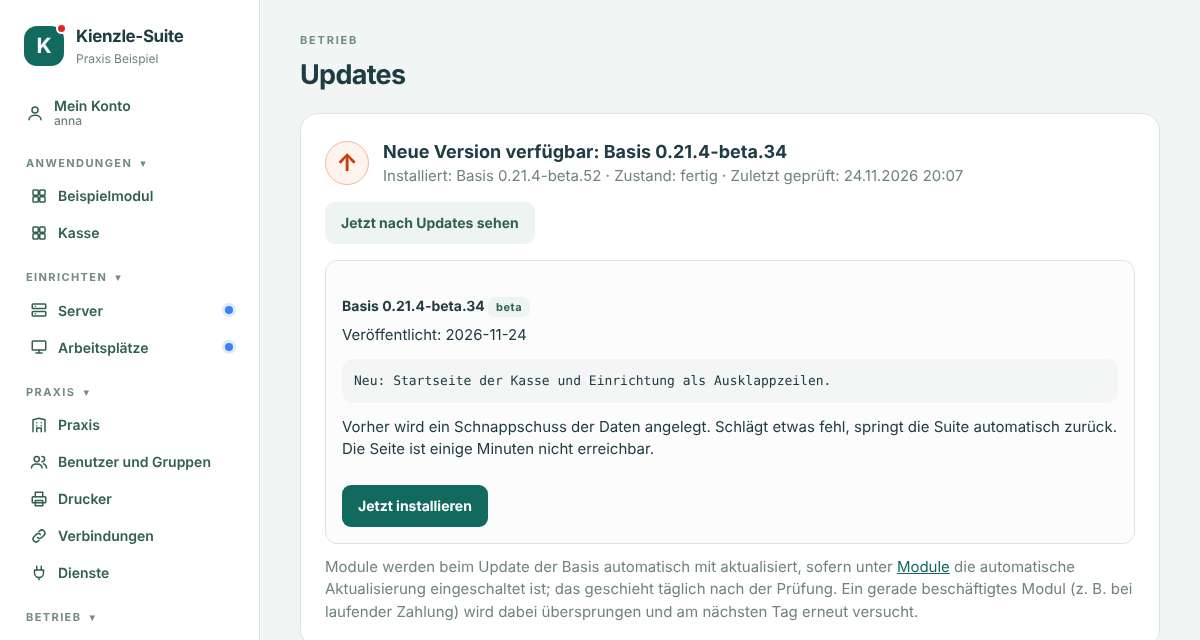 K
Kienzle-Suite
Praxis Beispiel
Mein Konto
anna
ANWENDUNGEN ▾
Beispielmodul
Kasse
EINRICHTEN ▾
Server
Arbeitsplätze
PRAXIS ▾
Praxis
Benutzer und Gruppen
Drucker
Verbindungen
Dienste
BETRIEB ▾
BETRIEB
Updates
Neue Version verfügbar: Basis 0.21.4-beta.34
Installiert: Basis 0.21.4-beta.52 · Zustand: fertig · Zuletzt geprüft: 24.11.2026 20:07
Jetzt nach Updates sehen
Basis 0.21.4-beta.34 beta
Veröffentlicht: 2026-11-24
Neu: Startseite der Kasse und Einrichtung als Ausklappzeilen.
Vorher wird ein Schnappschuss der Daten angelegt. Schlägt etwas fehl, springt die Suite automatisch zurück.
Die Seite ist einige Minuten nicht erreichbar.
Jetzt installieren
Module werden beim Update der Basis automatisch mit aktualisiert, sofern unter Module die automatische
Aktualisierung eingeschaltet ist; das geschieht täglich nach der Prüfung. Ein gerade beschäftigtes Modul (z. B. bei
laufender Zahlung) wird dabei übersprungen und am nächsten Tag erneut versucht.